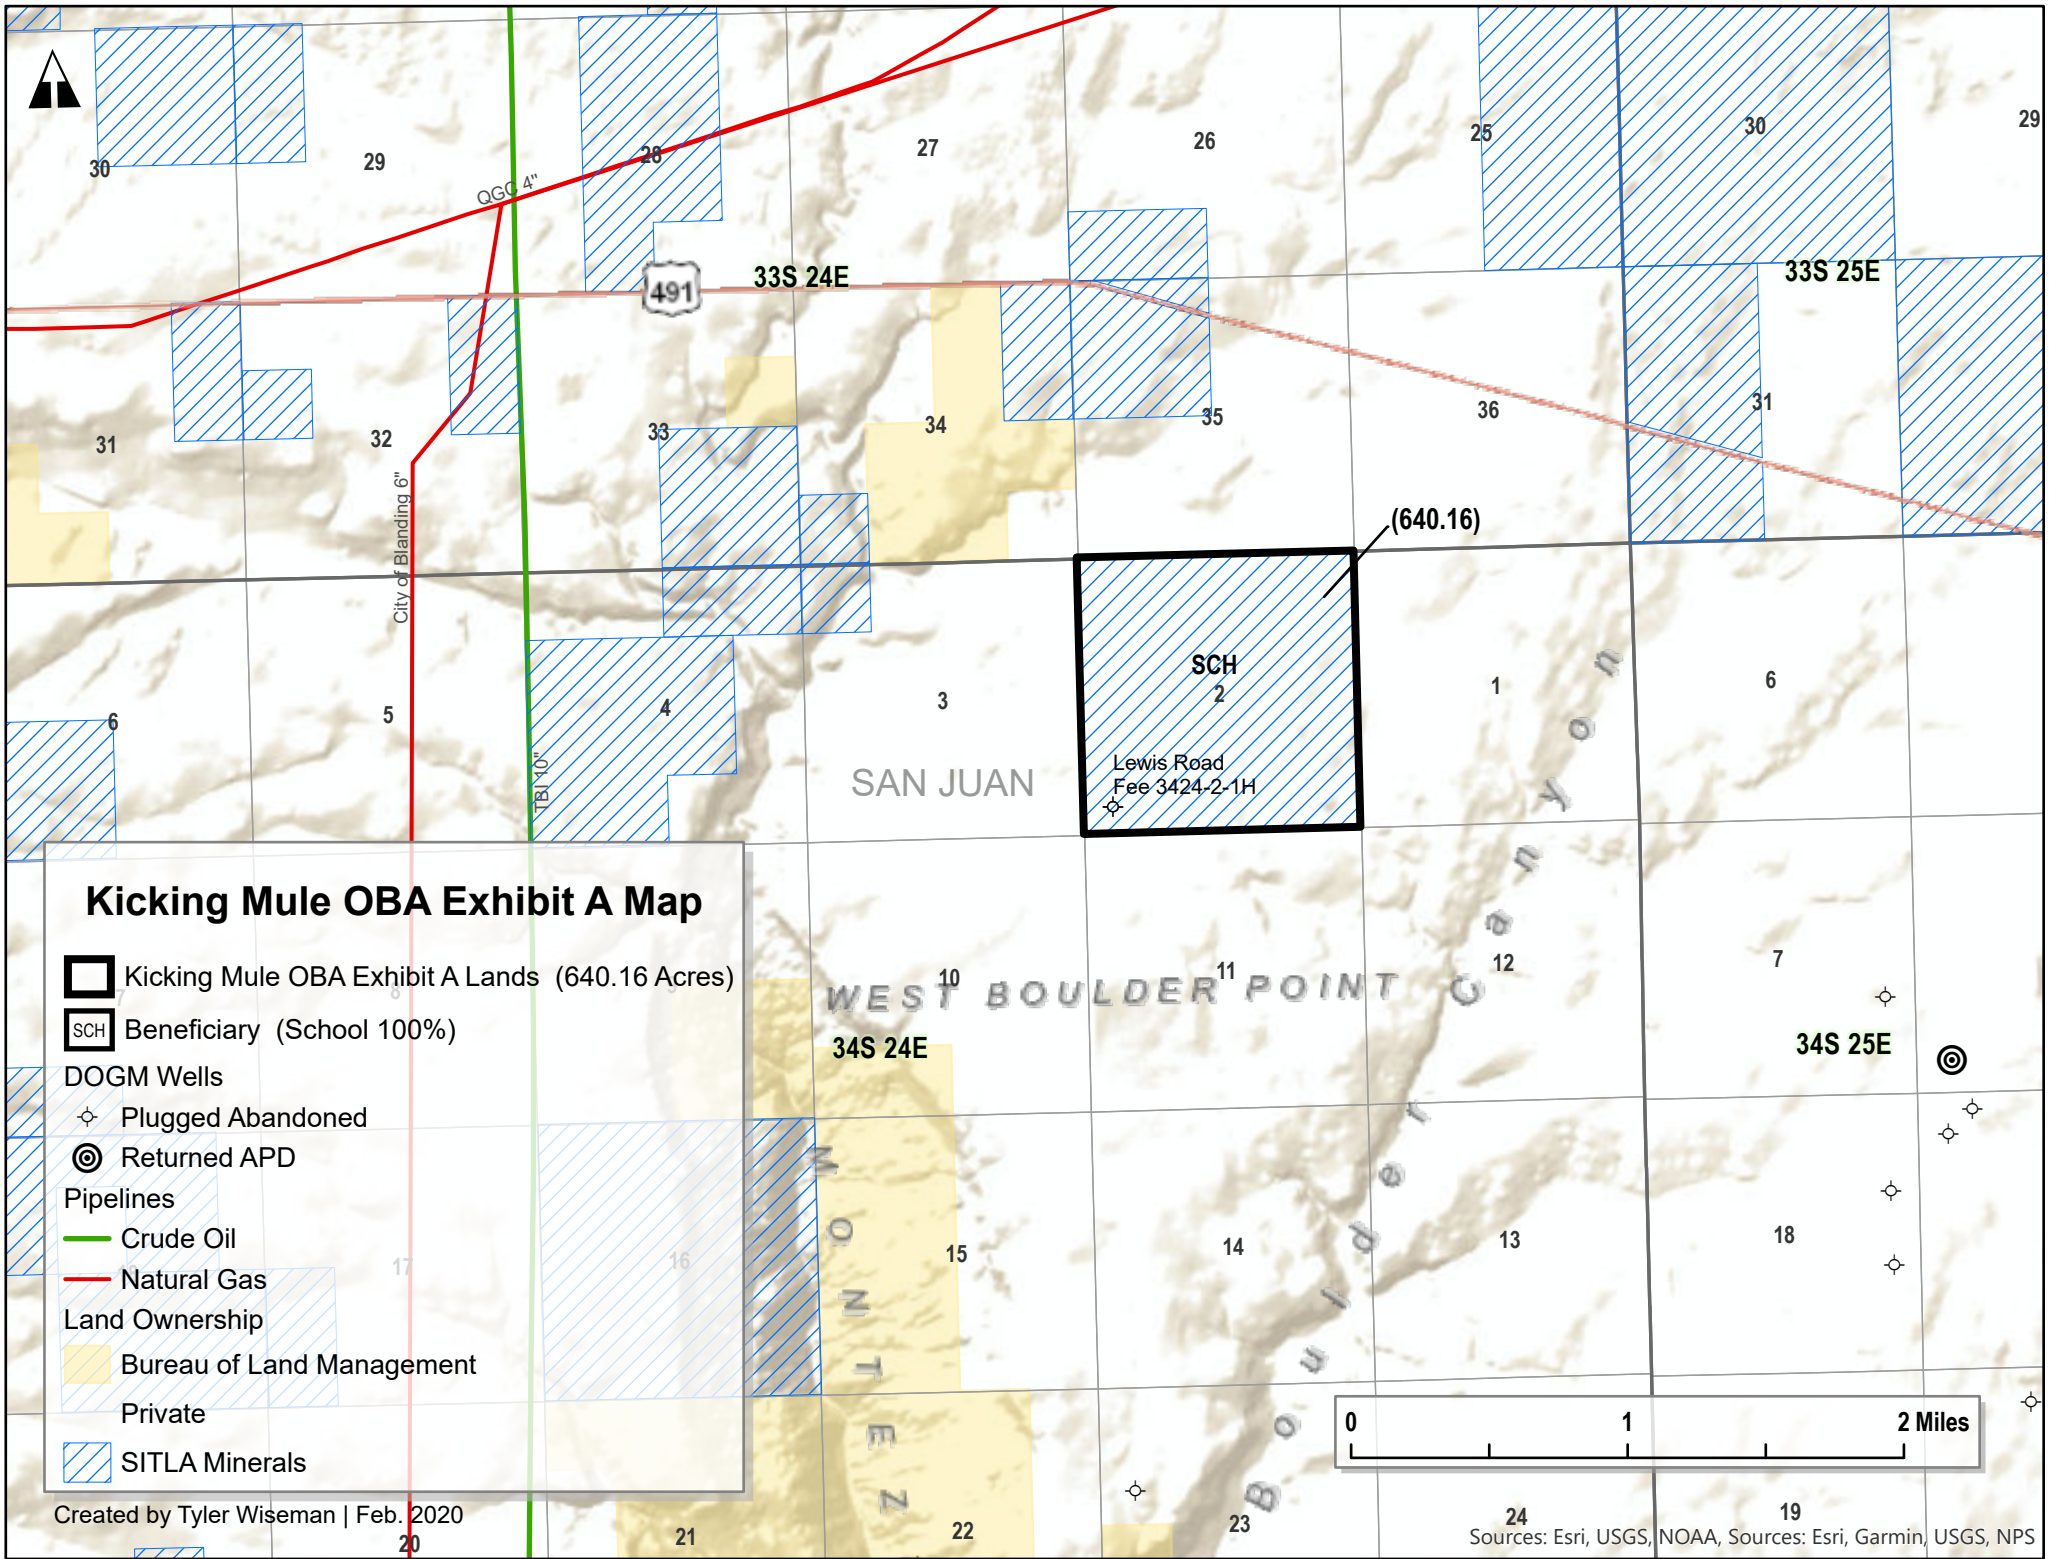 30
29
28
27
26
25
30
29
QGC 4"
491
33S 24E
33S 25E
31
32
33
34
35
36
31
City of Blanding 6"
(640.16)
SCH
2
6
5
4
3
1
6
TBI 10"
SAN JUAN
Lewis Road
Fee 3424-2-1H
Boulder Canyon
Kicking Mule OBA Exhibit A Map
Kicking Mule OBA Exhibit A Lands (640.16 Acres)
SCH Beneficiary (School 100%)
DOGM Wells
Plugged Abandoned
Returned APD
Pipelines
Crude Oil
Natural Gas
Land Ownership
Bureau of Land Management
Private
SITLA Minerals
7
8
9
10
11
12
7
WEST BOULDER POINT
34S 24E
34S 25E
18
17
16
15
14
13
18
MONTEZ
0 1 2 Miles
Created by Tyler Wiseman | Feb. 2020
20
21
22
23
24
19
Sources: Esri, USGS, NOAA, Sources: Esri, Garmin, USGS, NPS